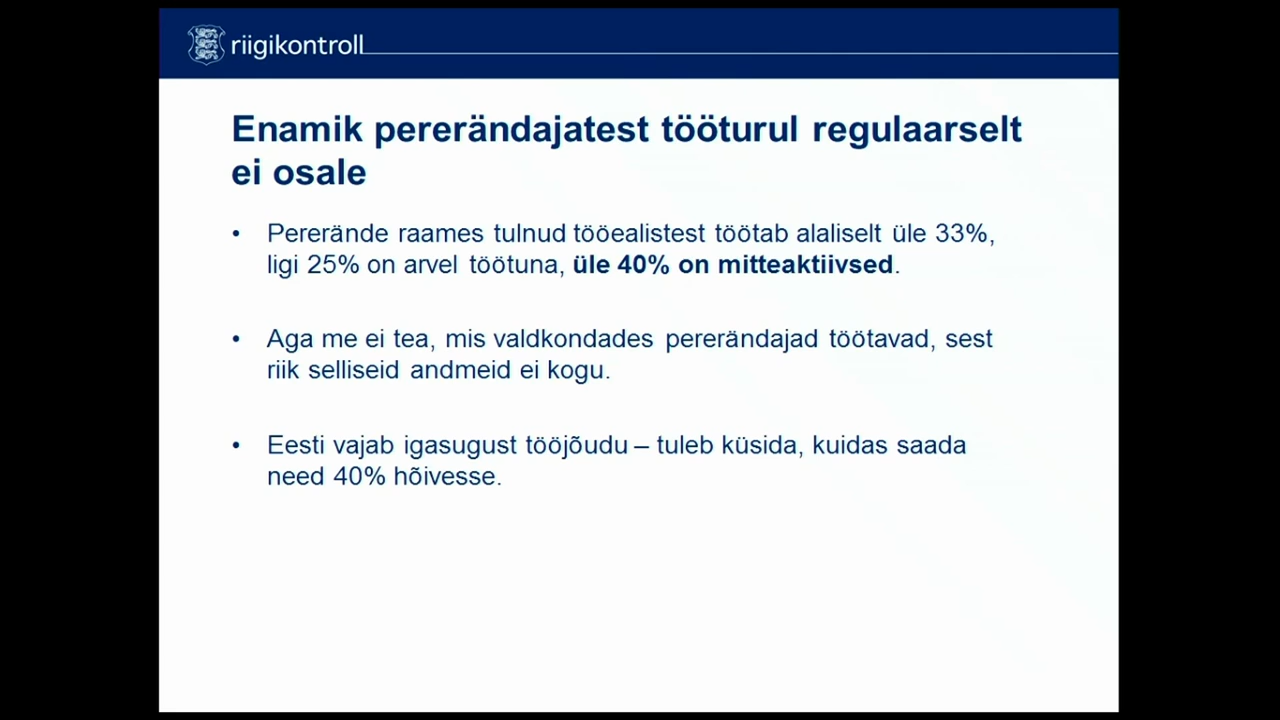 riigikontroll
Enamik pererändajatest tööturul regulaarselt
ei osale
• Pererände raames tulnud tööealistest töötab alaliselt üle 33%,
ligi 25% on arvel töötuna, üle 40% on mitteaktiivsed.
• Aga me ei tea, mis valdkondades pererändajad töötavad, sest
riik selliseid andmeid ei kogu.
• Eesti vajab igasugust tööjõudu – tuleb küsida, kuidas saada
need 40% hõivesse.